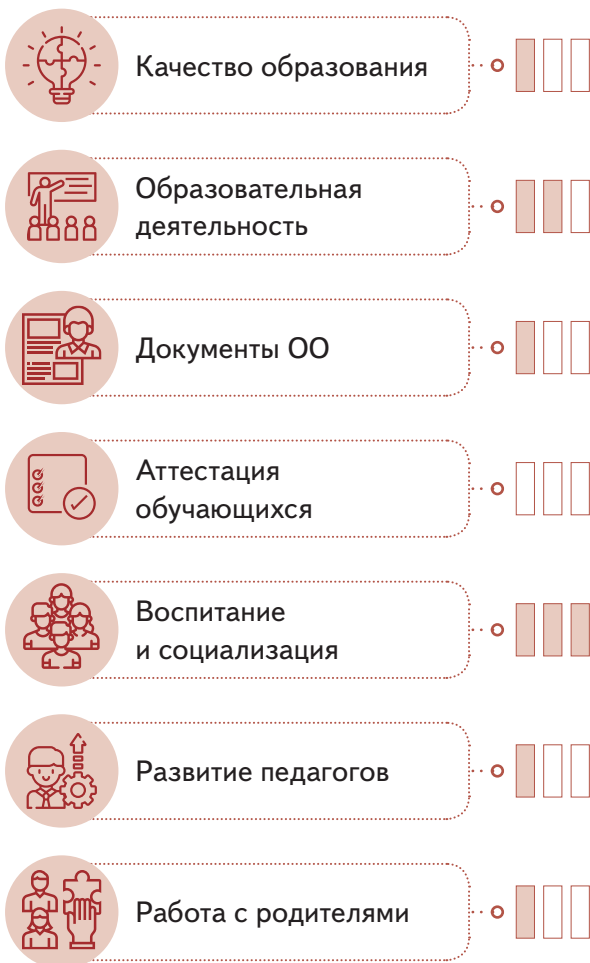 Качество образования
Образовательная
деятельность
Документы ОО
Аттестация
обучающихся
Воспитание
и социализация
Развитие педагогов
Работа с родителями